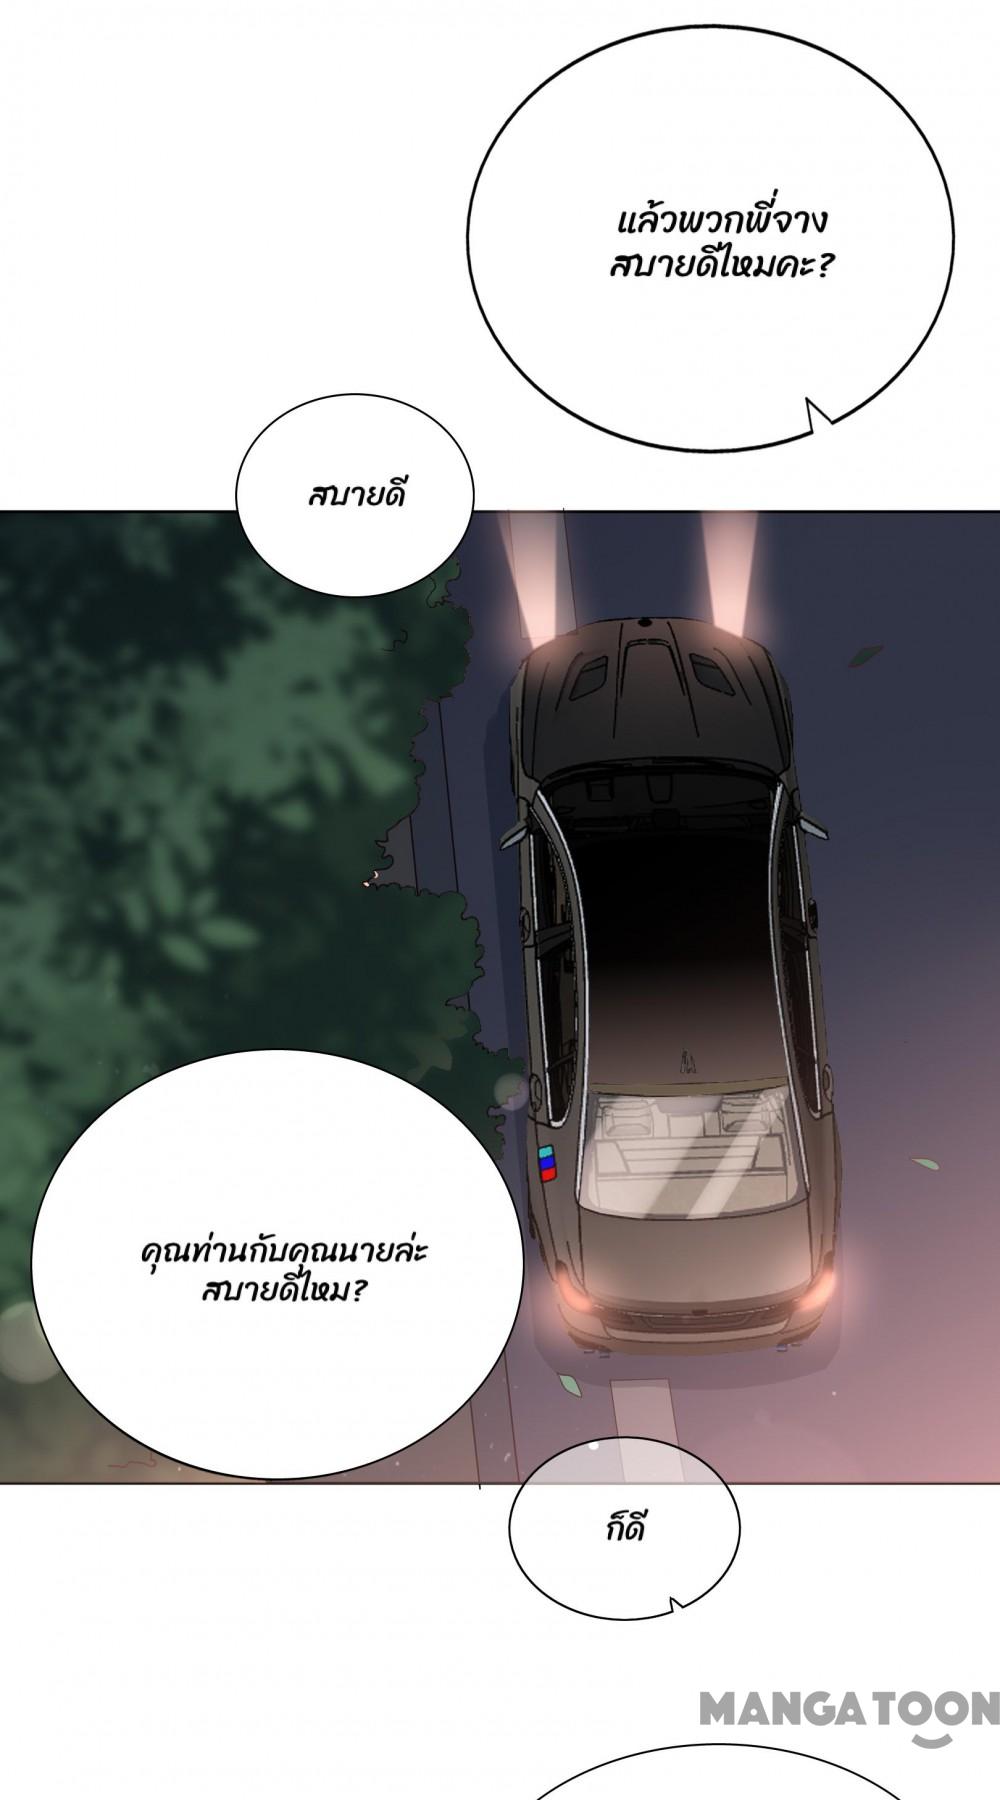 แล้วพวกพี่จาง
สบายดีไหมคะ?
สบายดี
คุณท่านกับคุณนายล่ะ
สบายดีไหม?
ก็ดี
MANGATOON